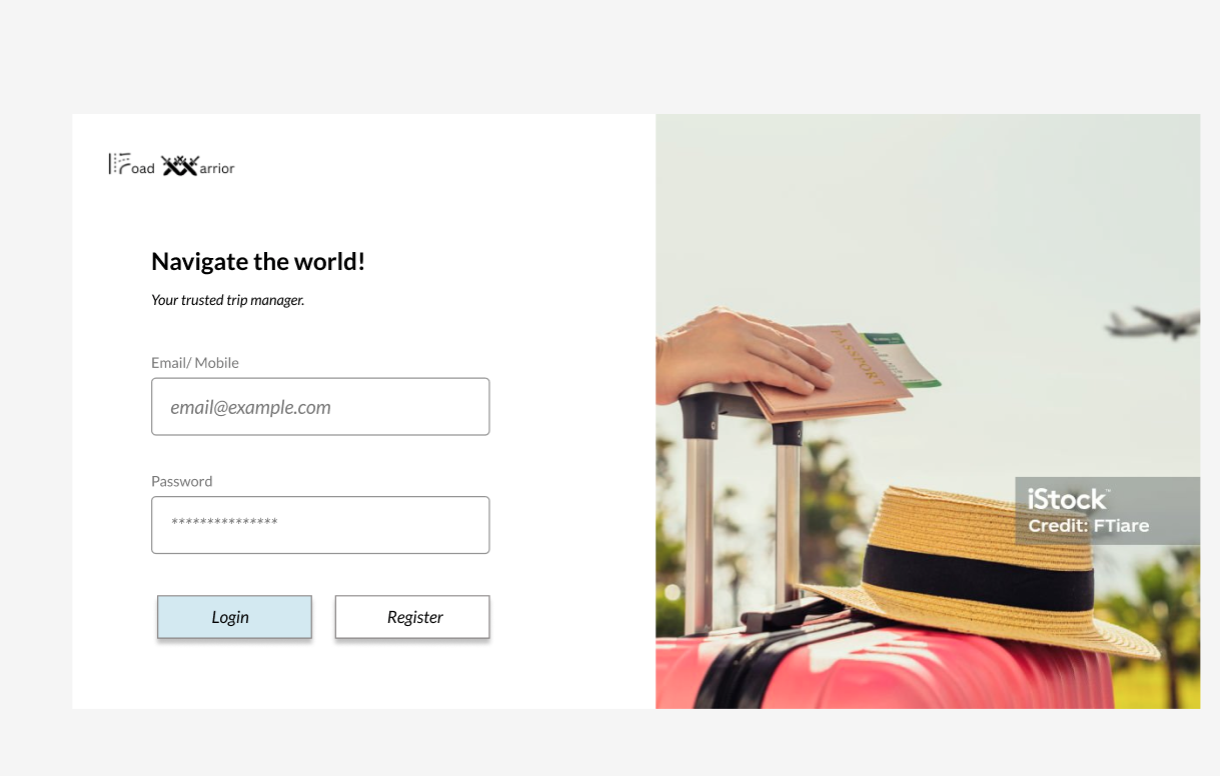 Road Warrior
Navigate the world!
Your trusted trip manager.
Email/ Mobile
email@example.com
Password
***************
Login
Register
PASSPORT
iStock™
Credit: FTiare